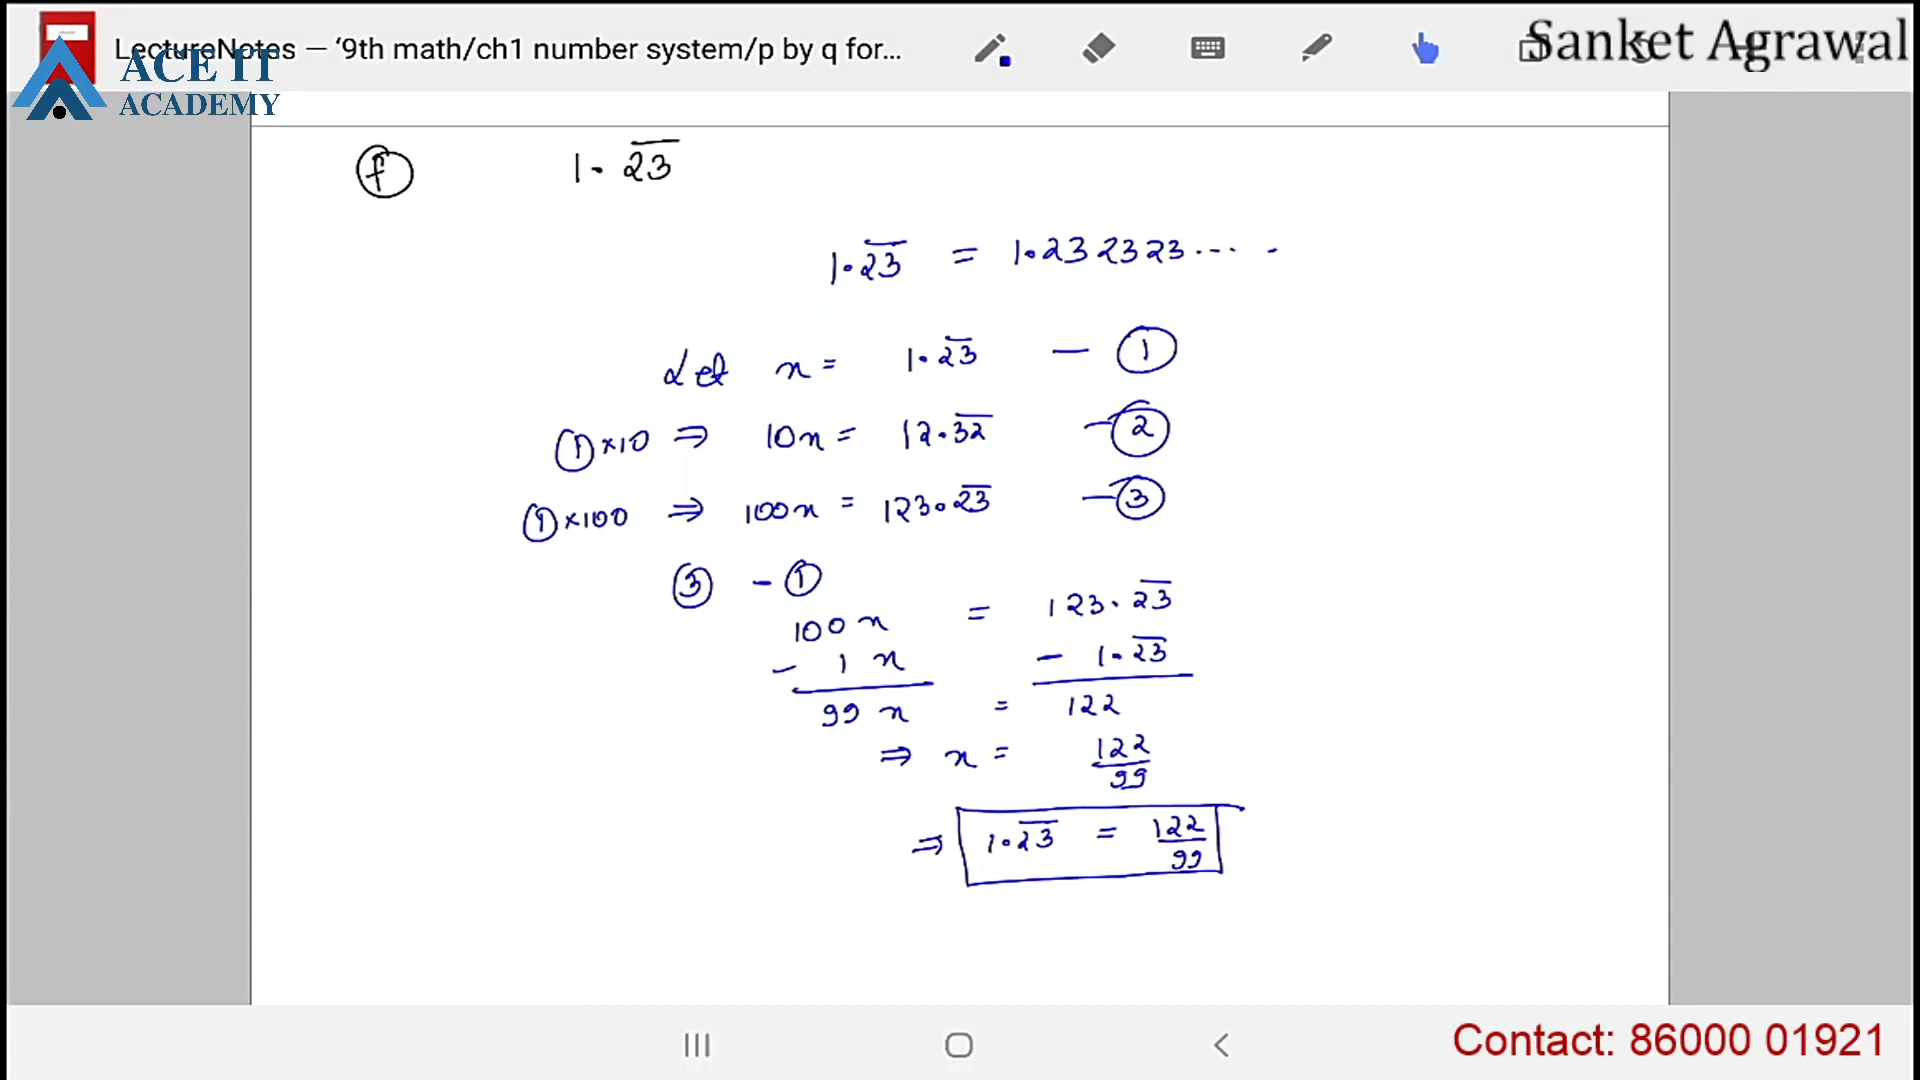 LectureNotes — ‘9th math/ch1 number system/p by q for...
Sanket Agrawal
ACE IT
ACADEMY
ⓕ 1.2̅3̅
1.2̅3̅ = 1.232323.... .
Let x = 1.2̅3̅ — ①
① ×10 ⇒ 10x = 12.3̅2̅ — ②
① ×100 ⇒ 100x = 123.2̅3̅ — ③
③ - ①
100x = 123.2̅3̅
- 1x - 1.2̅3̅
99x = 122
⇒ x = 122/99
⇒ 1.2̅3̅ = 122/99
Contact: 86000 01921